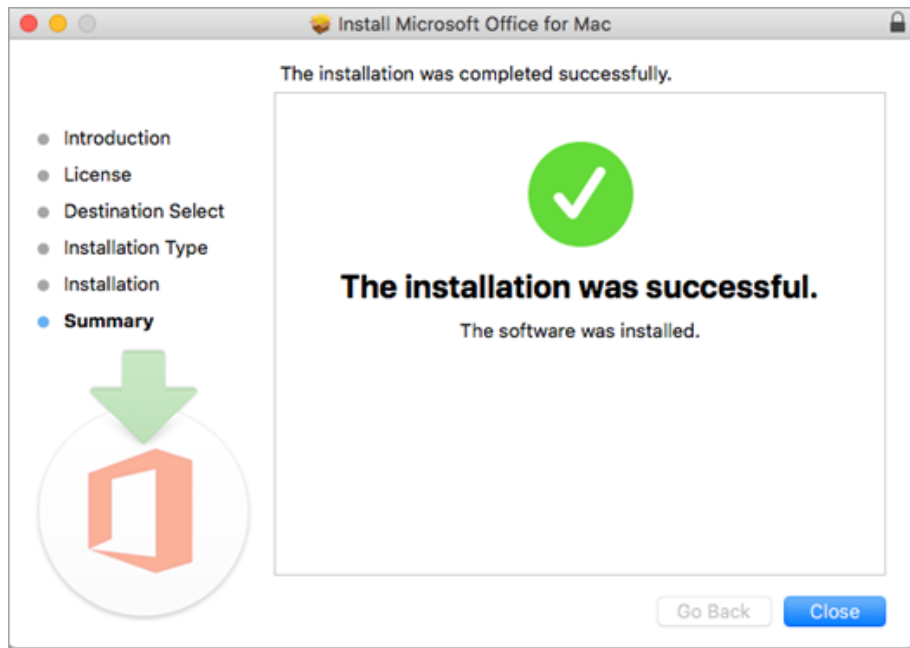 Install Microsoft Office for Mac
The installation was completed successfully.
Introduction
License
Destination Select
Installation Type
Installation
Summary
The installation was successful.
The software was installed.
Go Back
Close